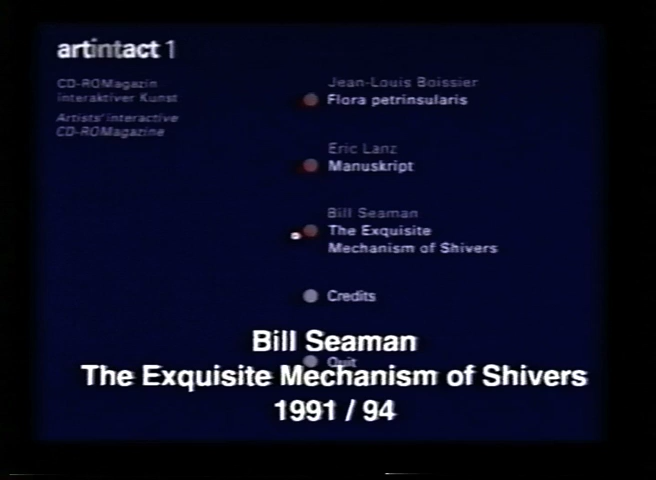 artintact 1
CD-ROMagazin
interaktiver Kunst
Artists' interactive
CD-ROMagazine
Jean-Louis Boissier
Flora petrinsularis
Eric Lanz
Manuskript
Bill Seaman
The Exquisite
Mechanism of Shivers
Credits
Quit
Bill Seaman
The Exquisite Mechanism of Shivers
1991 / 94